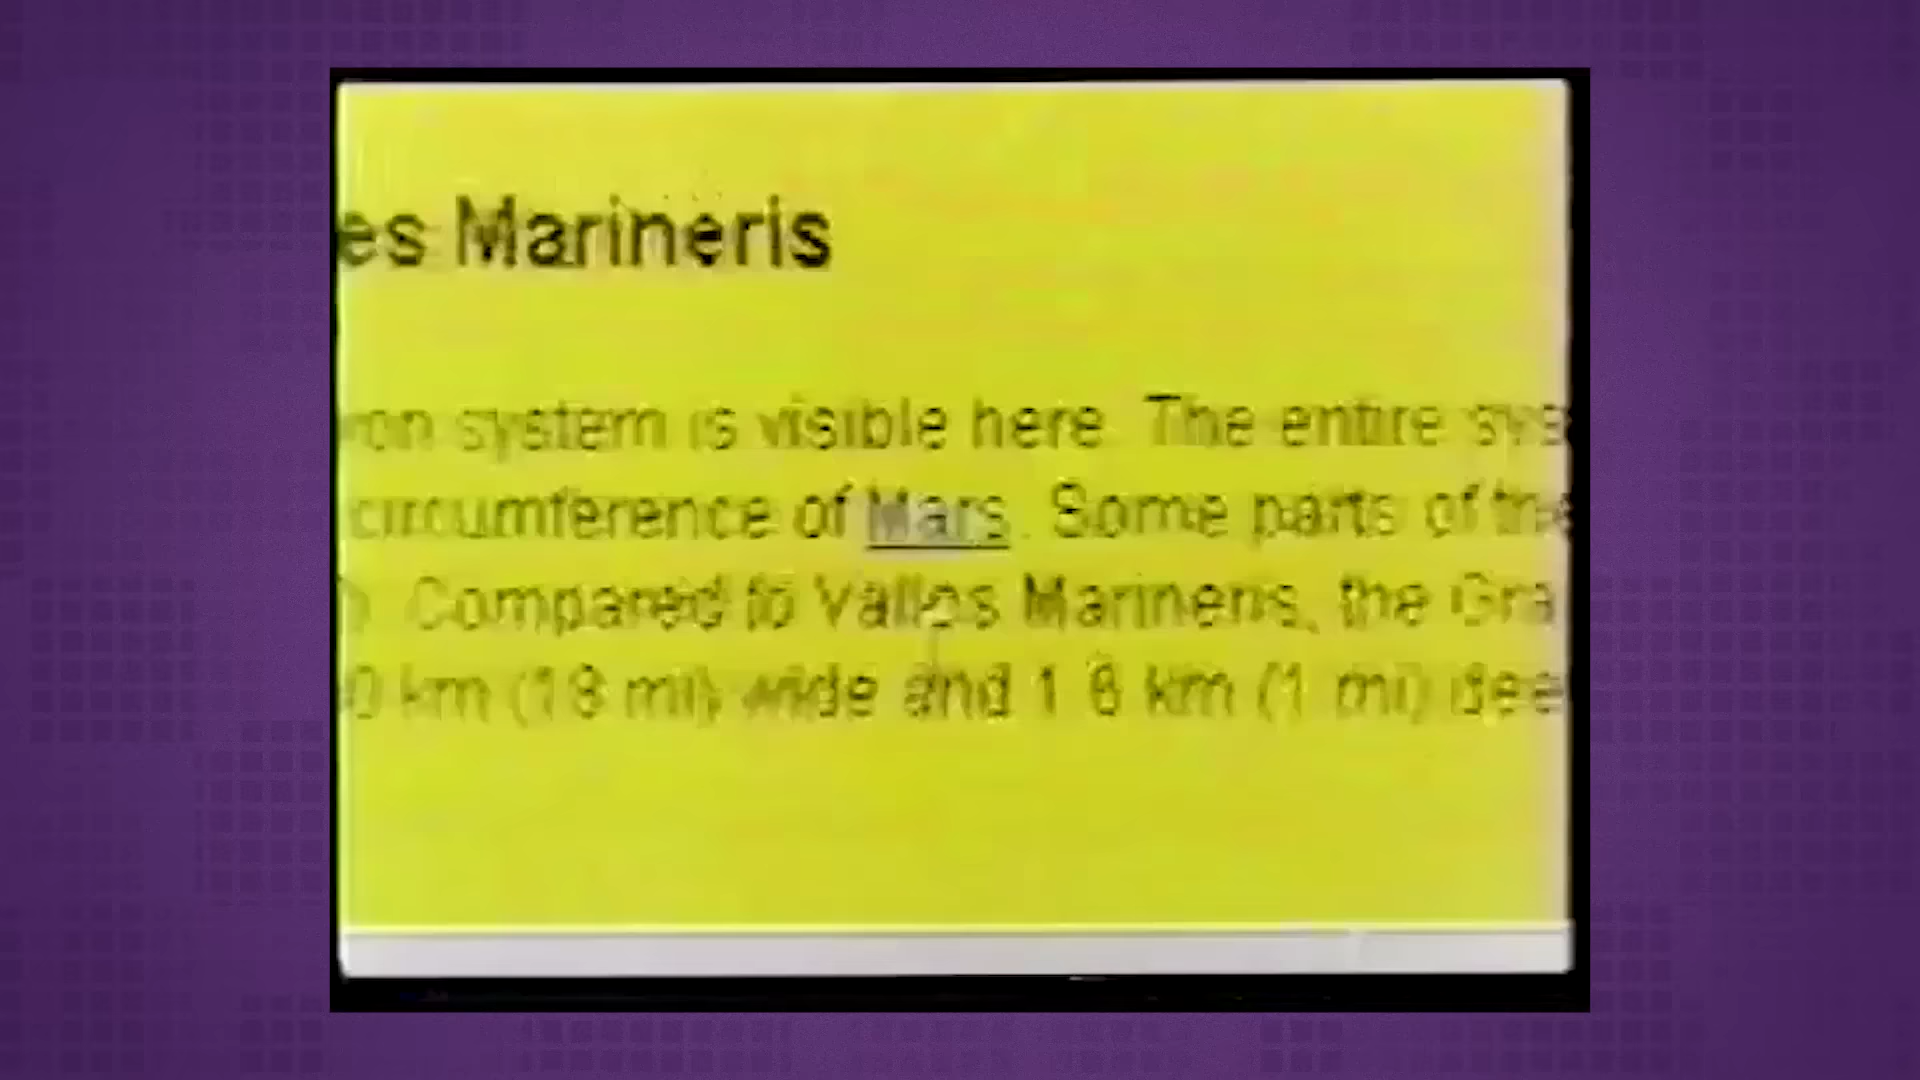 es Marineris
yon system is visible here. The entire sys
circumference of Mars. Some parts of the
). Compared to Valles Marineris, the Gra
0 km (18 mi) wide and 1.6 km (1 mi) dee